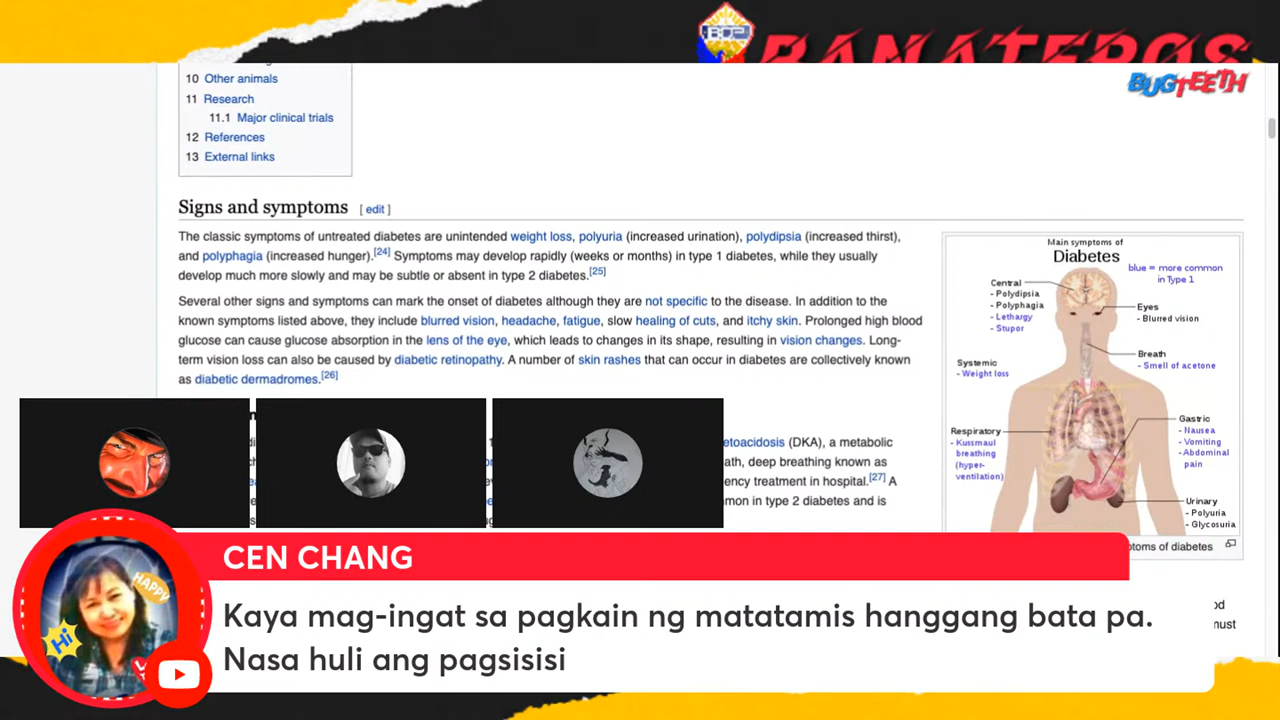 BANATEROS
BUGTEETH
10 Other animals
11 Research
11.1 Major clinical trials
12 References
13 External links
Signs and symptoms [ edit ]
The classic symptoms of untreated diabetes are unintended weight loss, polyuria (increased urination), polydipsia (increased thirst),
and polyphagia (increased hunger).[24] Symptoms may develop rapidly (weeks or months) in type 1 diabetes, while they usually
develop much more slowly and may be subtle or absent in type 2 diabetes.[25]
Several other signs and symptoms can mark the onset of diabetes although they are not specific to the disease. In addition to the
known symptoms listed above, they include blurred vision, headache, fatigue, slow healing of cuts, and itchy skin. Prolonged high blood
glucose can cause glucose absorption in the lens of the eye, which leads to changes in its shape, resulting in vision changes. Long-
term vision loss can also be caused by diabetic retinopathy. A number of skin rashes that can occur in diabetes are collectively known
as diabetic dermadromes.[26]
etoacidosis (DKA), a metabolic
ath, deep breathing known as
ency treatment in hospital.[27] A
mon in type 2 diabetes and is
Main symptoms of
Diabetes
blue = more common
in Type 1
Central
- Polydipsia
- Polyphagia
- Lethargy
- Stupor
Eyes
- Blurred vision
Breath
- Smell of acetone
Systemic
- Weight loss
Respiratory
- Kussmaul
breathing
(hyper-
ventilation)
Gastric
- Nausea
- Vomiting
- Abdominal
pain
Urinary
- Polyuria
- Glycosuria
ptoms of diabetes
od
must
HAPPY
Hi
CEN CHANG
Kaya mag-ingat sa pagkain ng matatamis hanggang bata pa.
Nasa huli ang pagsisisi